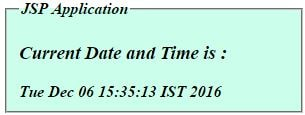 JSP Application
Current Date and Time is :
Tue Dec 06 15:35:13 IST 2016